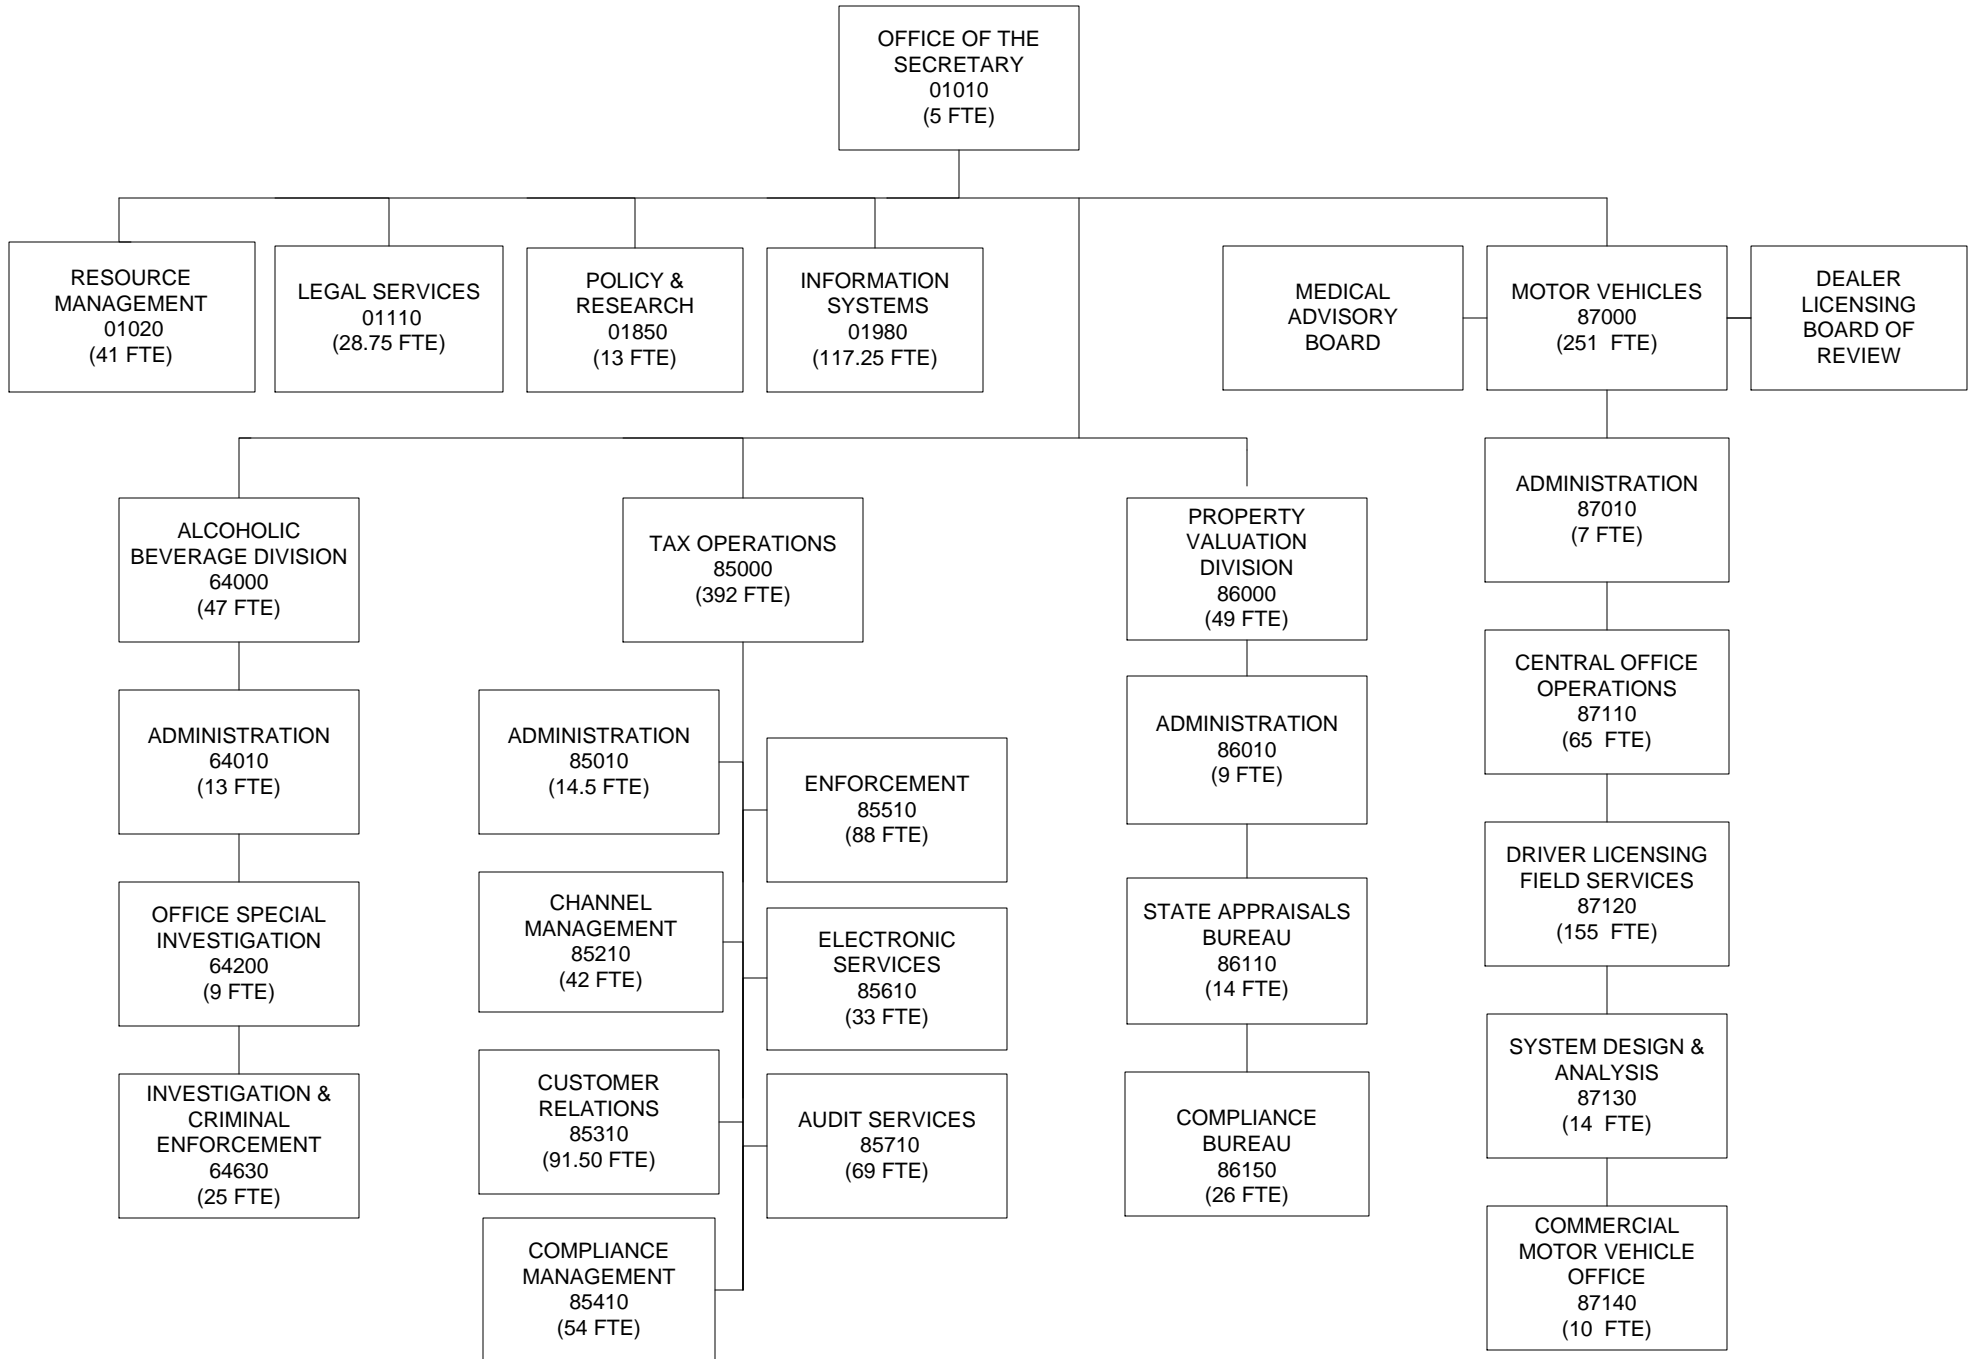 OFFICE OF THE
SECRETARY
01010
(5 FTE)
RESOURCE
MANAGEMENT
01020
(41 FTE)
LEGAL SERVICES
01110
(28.75 FTE)
POLICY &
RESEARCH
01850
(13 FTE)
INFORMATION
SYSTEMS
01980
(117.25 FTE)
MEDICAL
ADVISORY
BOARD
MOTOR VEHICLES
87000
(251 FTE)
DEALER
LICENSING
BOARD OF
REVIEW
ALCOHOLIC
BEVERAGE DIVISION
64000
(47 FTE)
ADMINISTRATION
64010
(13 FTE)
OFFICE SPECIAL
INVESTIGATION
64200
(9 FTE)
INVESTIGATION &
CRIMINAL
ENFORCEMENT
64630
(25 FTE)
TAX OPERATIONS
85000
(392 FTE)
ADMINISTRATION
85010
(14.5 FTE)
CHANNEL
MANAGEMENT
85210
(42 FTE)
CUSTOMER
RELATIONS
85310
(91.50 FTE)
COMPLIANCE
MANAGEMENT
85410
(54 FTE)
ENFORCEMENT
85510
(88 FTE)
ELECTRONIC
SERVICES
85610
(33 FTE)
AUDIT SERVICES
85710
(69 FTE)
PROPERTY
VALUATION
DIVISION
86000
(49 FTE)
ADMINISTRATION
86010
(9 FTE)
STATE APPRAISALS
BUREAU
86110
(14 FTE)
COMPLIANCE
BUREAU
86150
(26 FTE)
ADMINISTRATION
87010
(7 FTE)
CENTRAL OFFICE
OPERATIONS
87110
(65 FTE)
DRIVER LICENSING
FIELD SERVICES
87120
(155 FTE)
SYSTEM DESIGN &
ANALYSIS
87130
(14 FTE)
COMMERCIAL
MOTOR VEHICLE
OFFICE
87140
(10 FTE)